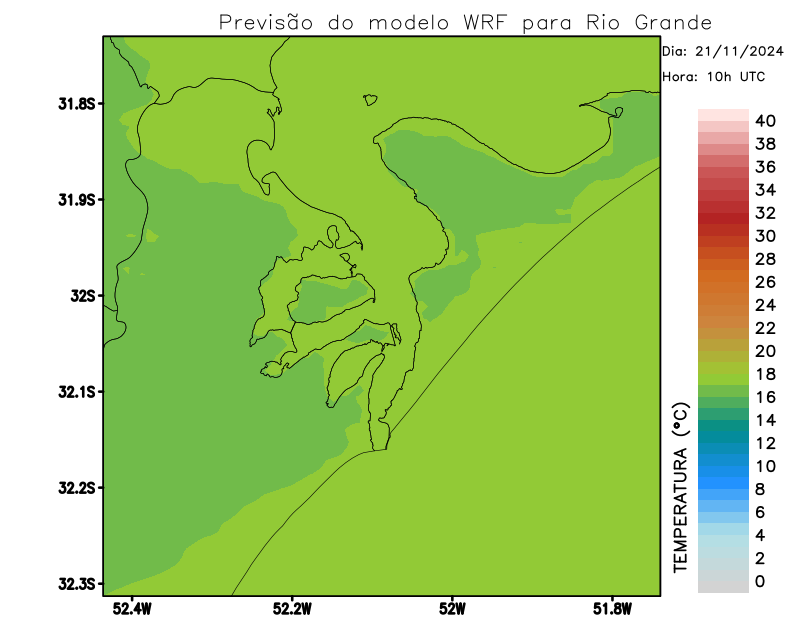 Previsão do modelo WRF para Rio Grande
Dia: 21/11/2024
Hora: 10h UTC
31.8S
31.9S
32S
32.1S
32.2S
32.3S
52.4W
52.2W
52W
51.8W
TEMPERATURA (ºC)
40
38
36
34
32
30
28
26
24
22
20
18
16
14
12
10
8
6
4
2
0